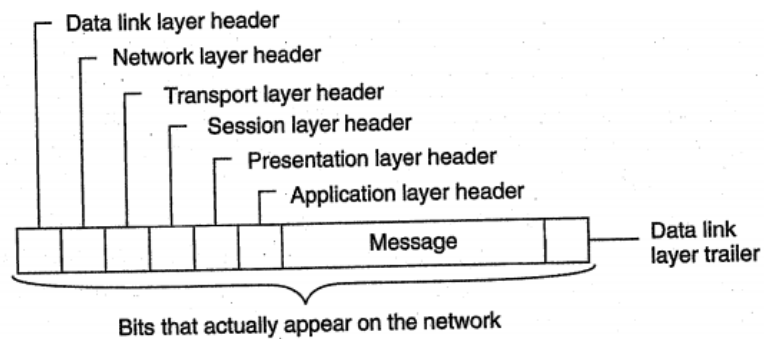 Data link layer header
Network layer header
Transport layer header
Session layer header
Presentation layer header
Application layer header
Message
Data link
layer trailer
Bits that actually appear on the network